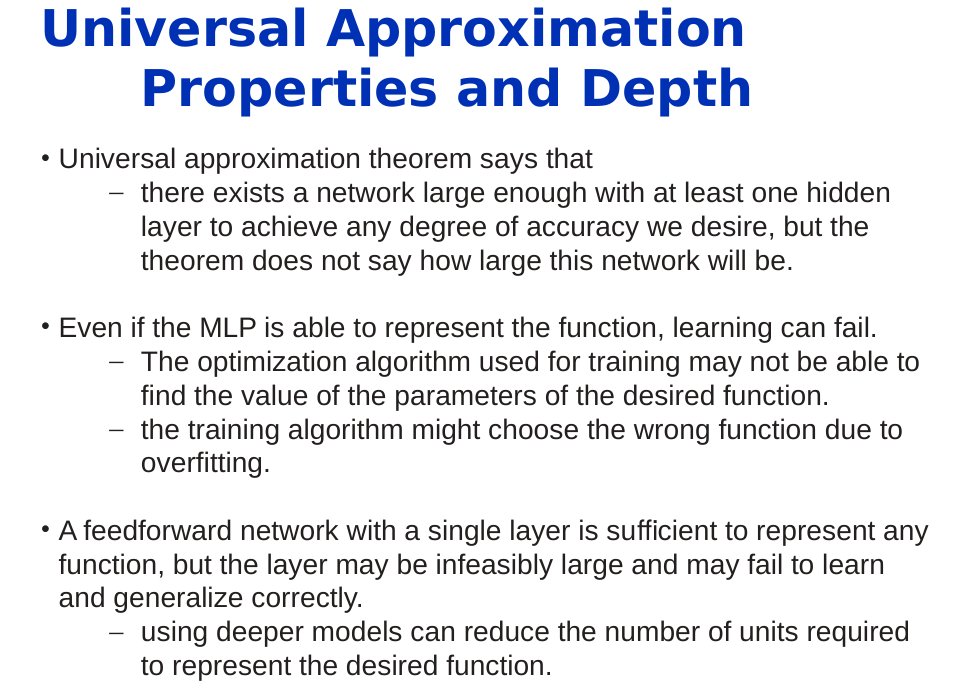 Universal Approximation
Properties and Depth
• Universal approximation theorem says that
– there exists a network large enough with at least one hidden
layer to achieve any degree of accuracy we desire, but the
theorem does not say how large this network will be.
• Even if the MLP is able to represent the function, learning can fail.
– The optimization algorithm used for training may not be able to
find the value of the parameters of the desired function.
– the training algorithm might choose the wrong function due to
overfitting.
• A feedforward network with a single layer is sufficient to represent any
function, but the layer may be infeasibly large and may fail to learn
and generalize correctly.
– using deeper models can reduce the number of units required
to represent the desired function.